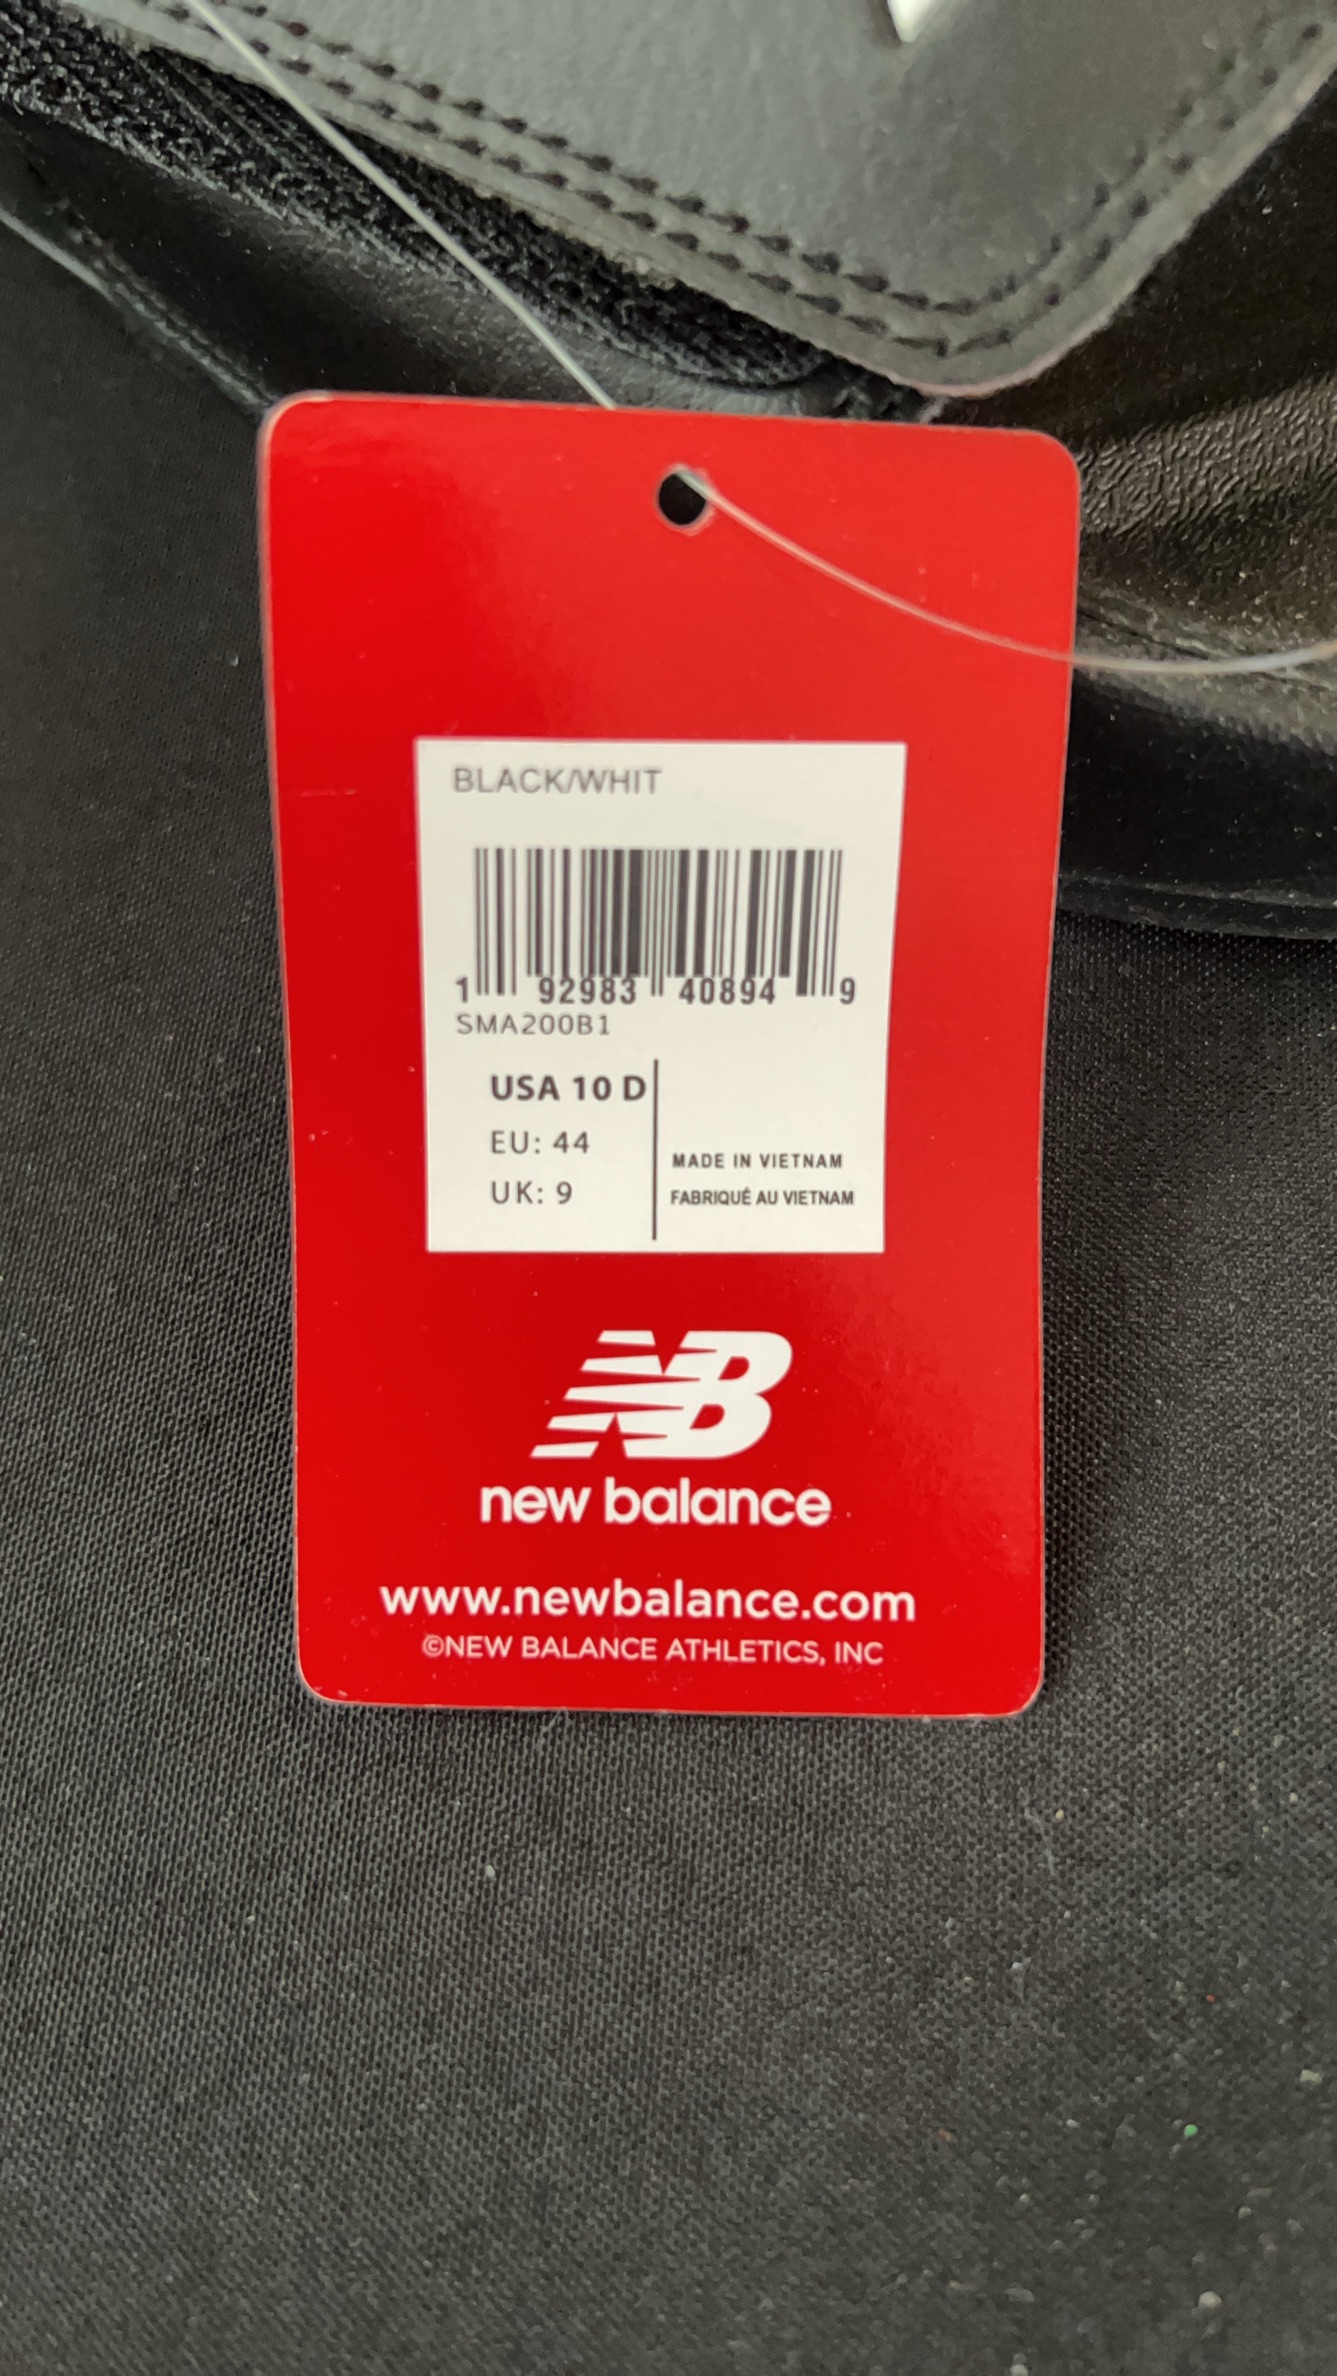 BLACK/WHIT
1 92983 40894 9
SMA200B1
USA 10 D
EU: 44
UK: 9
MADE IN VIETNAM
FABRIQUÉ AU VIETNAM
NB
new balance
www.newbalance.com
©NEW BALANCE ATHLETICS, INC